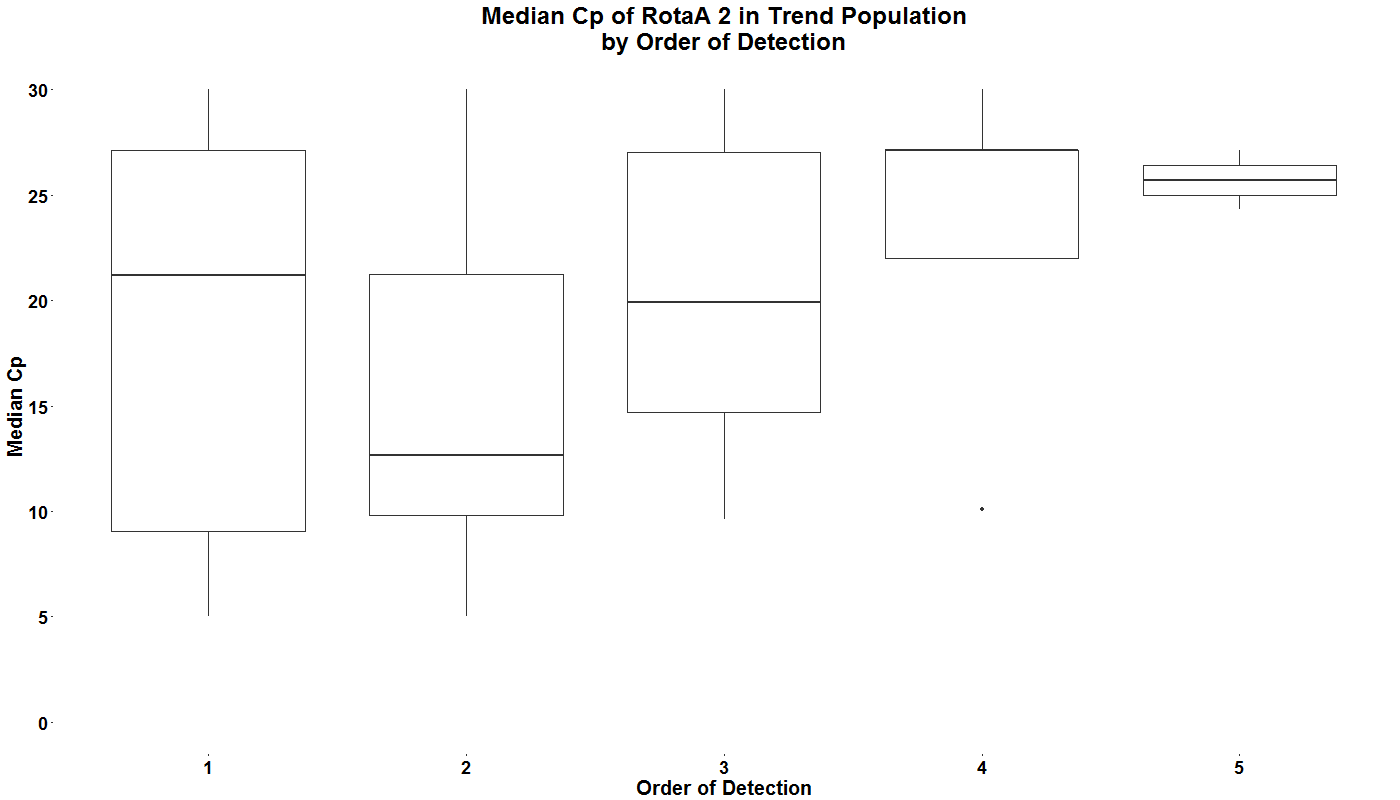 Median Cp of RotaA 2 in Trend Population
by Order of Detection
30
25
20
15
10
5
0
Median Cp
1 2 3 4 5
Order of Detection